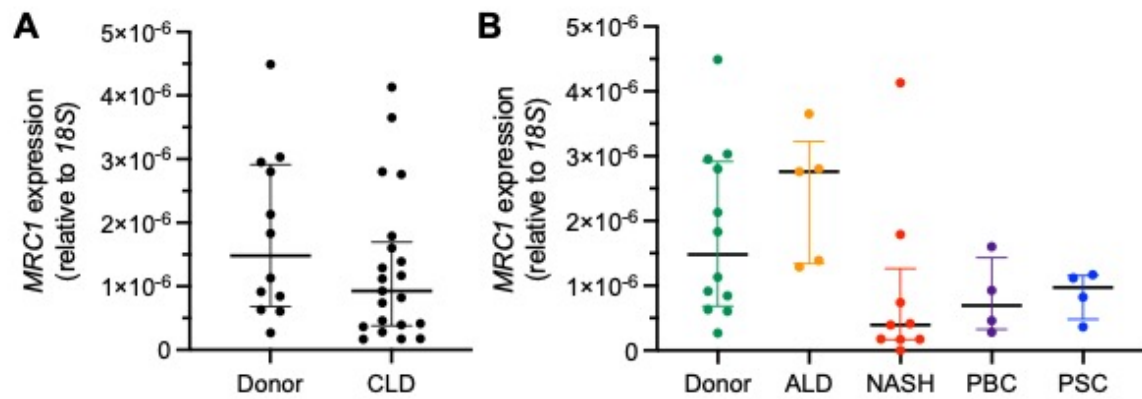 A
MRC1 expression
(relative to 18S)
5×10⁻⁶
4×10⁻⁶
3×10⁻⁶
2×10⁻⁶
1×10⁻⁶
0
Donor CLD
B
MRC1 expression
(relative to 18S)
5×10⁻⁶
4×10⁻⁶
3×10⁻⁶
2×10⁻⁶
1×10⁻⁶
0
Donor ALD NASH PBC PSC